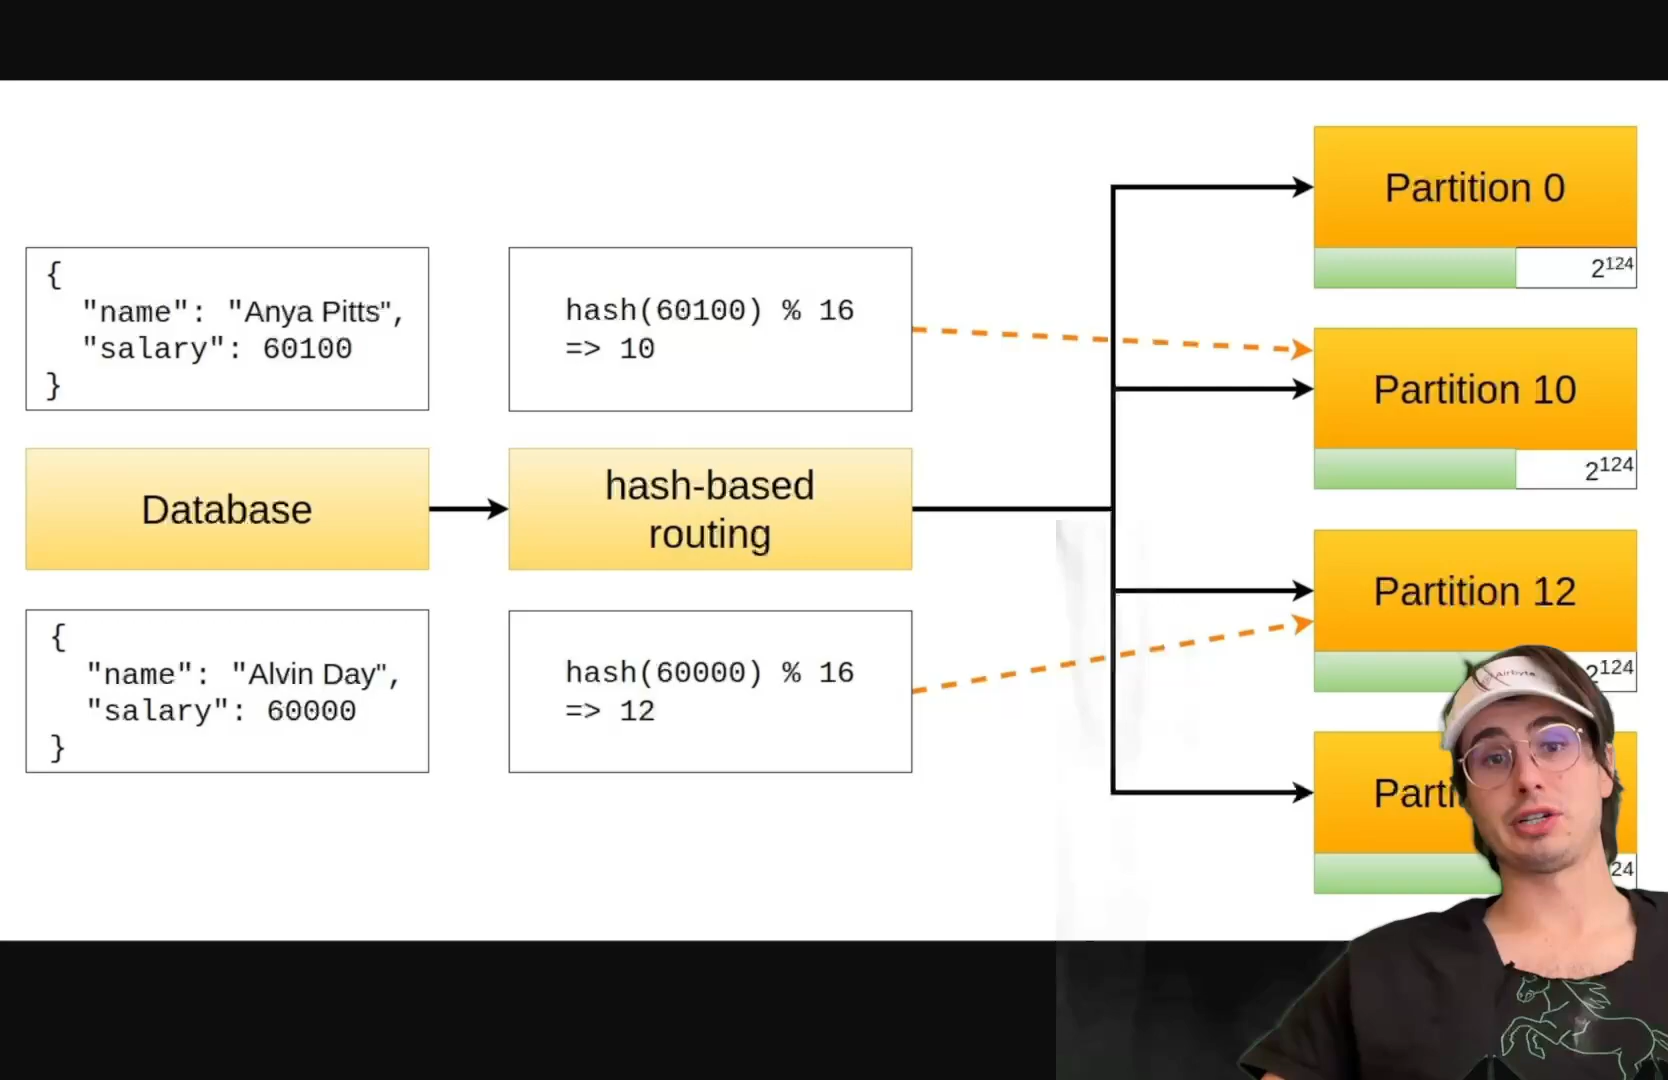 {
"name": "Anya Pitts",
"salary": 60100
}
hash(60100) % 16
=> 10
Database
hash-based
routing
{
"name": "Alvin Day",
"salary": 60000
}
hash(60000) % 16
=> 12
Partition 0
2¹²⁴
Partition 10
2¹²⁴
Partition 12
2¹²⁴
Airbyte